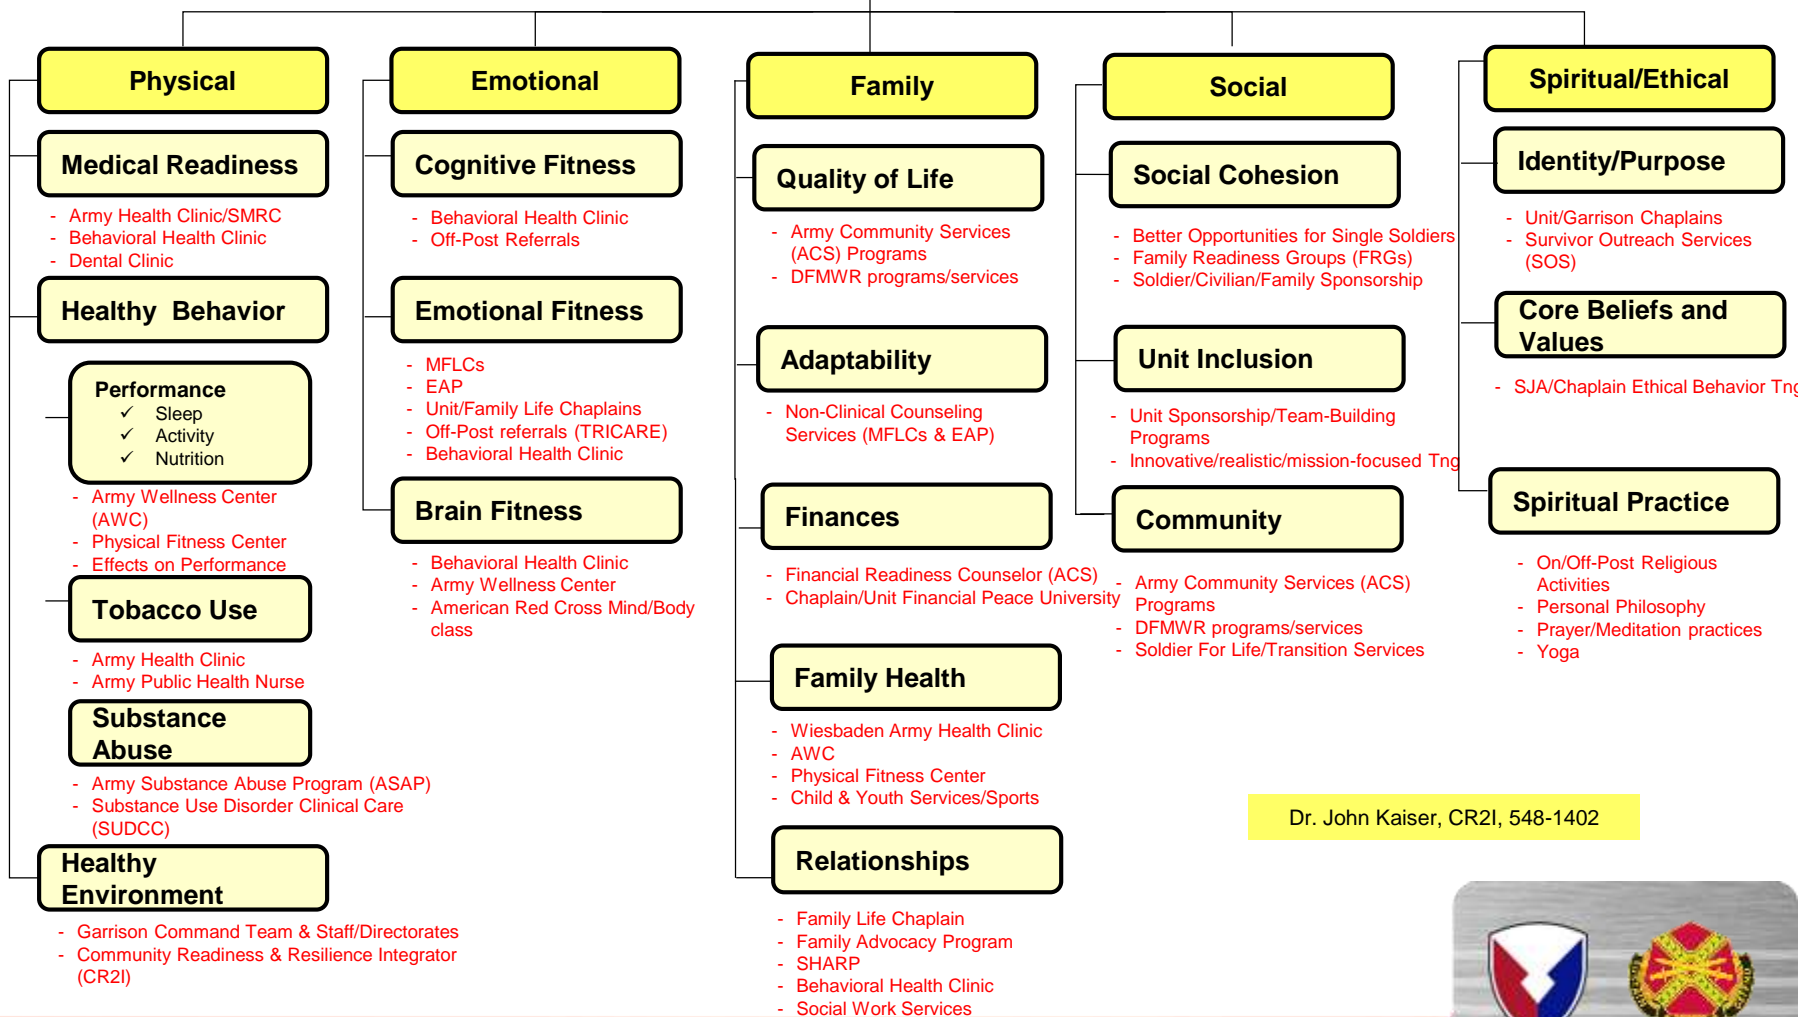 Physical
Medical Readiness
- Army Health Clinic/SMRC
- Behavioral Health Clinic
- Dental Clinic
Healthy Behavior
Performance
✓ Sleep
✓ Activity
✓ Nutrition
- Army Wellness Center
(AWC)
- Physical Fitness Center
- Effects on Performance
Tobacco Use
- Army Health Clinic
- Army Public Health Nurse
Substance
Abuse
- Army Substance Abuse Program (ASAP)
- Substance Use Disorder Clinical Care
(SUDCC)
Healthy
Environment
- Garrison Command Team & Staff/Directorates
- Community Readiness & Resilience Integrator
(CR2I)
Emotional
Cognitive Fitness
- Behavioral Health Clinic
- Off-Post Referrals
Emotional Fitness
- MFLCs
- EAP
- Unit/Family Life Chaplains
- Off-Post referrals (TRICARE)
- Behavioral Health Clinic
Brain Fitness
- Behavioral Health Clinic
- Army Wellness Center
- American Red Cross Mind/Body
class
Family
Quality of Life
- Army Community Services
(ACS) Programs
- DFMWR programs/services
Adaptability
- Non-Clinical Counseling
Services (MFLCs & EAP)
Finances
- Financial Readiness Counselor (ACS)
- Chaplain/Unit Financial Peace University
Family Health
- Wiesbaden Army Health Clinic
- AWC
- Physical Fitness Center
- Child & Youth Services/Sports
Relationships
- Family Life Chaplain
- Family Advocacy Program
- SHARP
- Behavioral Health Clinic
- Social Work Services
Social
Social Cohesion
- Better Opportunities for Single Soldiers
- Family Readiness Groups (FRGs)
- Soldier/Civilian/Family Sponsorship
Unit Inclusion
- Unit Sponsorship/Team-Building
Programs
- Innovative/realistic/mission-focused Tng
Community
- Army Community Services (ACS)
Programs
- DFMWR programs/services
- Soldier For Life/Transition Services
Spiritual/Ethical
Identity/Purpose
- Unit/Garrison Chaplains
- Survivor Outreach Services
(SOS)
Core Beliefs and
Values
- SJA/Chaplain Ethical Behavior Tng
Spiritual Practice
- On/Off-Post Religious
Activities
- Personal Philosophy
- Prayer/Meditation practices
- Yoga
Dr. John Kaiser, CR2I, 548-1402